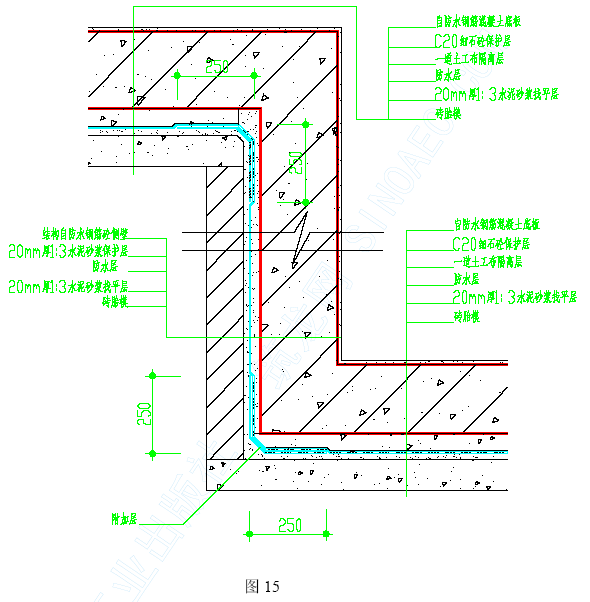 自防水钢筋混凝土底板
C20细石砼保护层
一道土工布隔离层
防水层
20mm厚1:3水泥砂浆找平层
砖胎模
250
250
结构自防水钢筋砼侧壁
20mm厚1:3水泥砂浆保护层
防水层
20mm厚1:3水泥砂浆找平层
砖胎模
自防水钢筋混凝土底板
C20细石砼保护层
一道土工布隔离层
防水层
20mm厚1:3水泥砂浆找平层
砖胎模
250
附加层
250
图 15